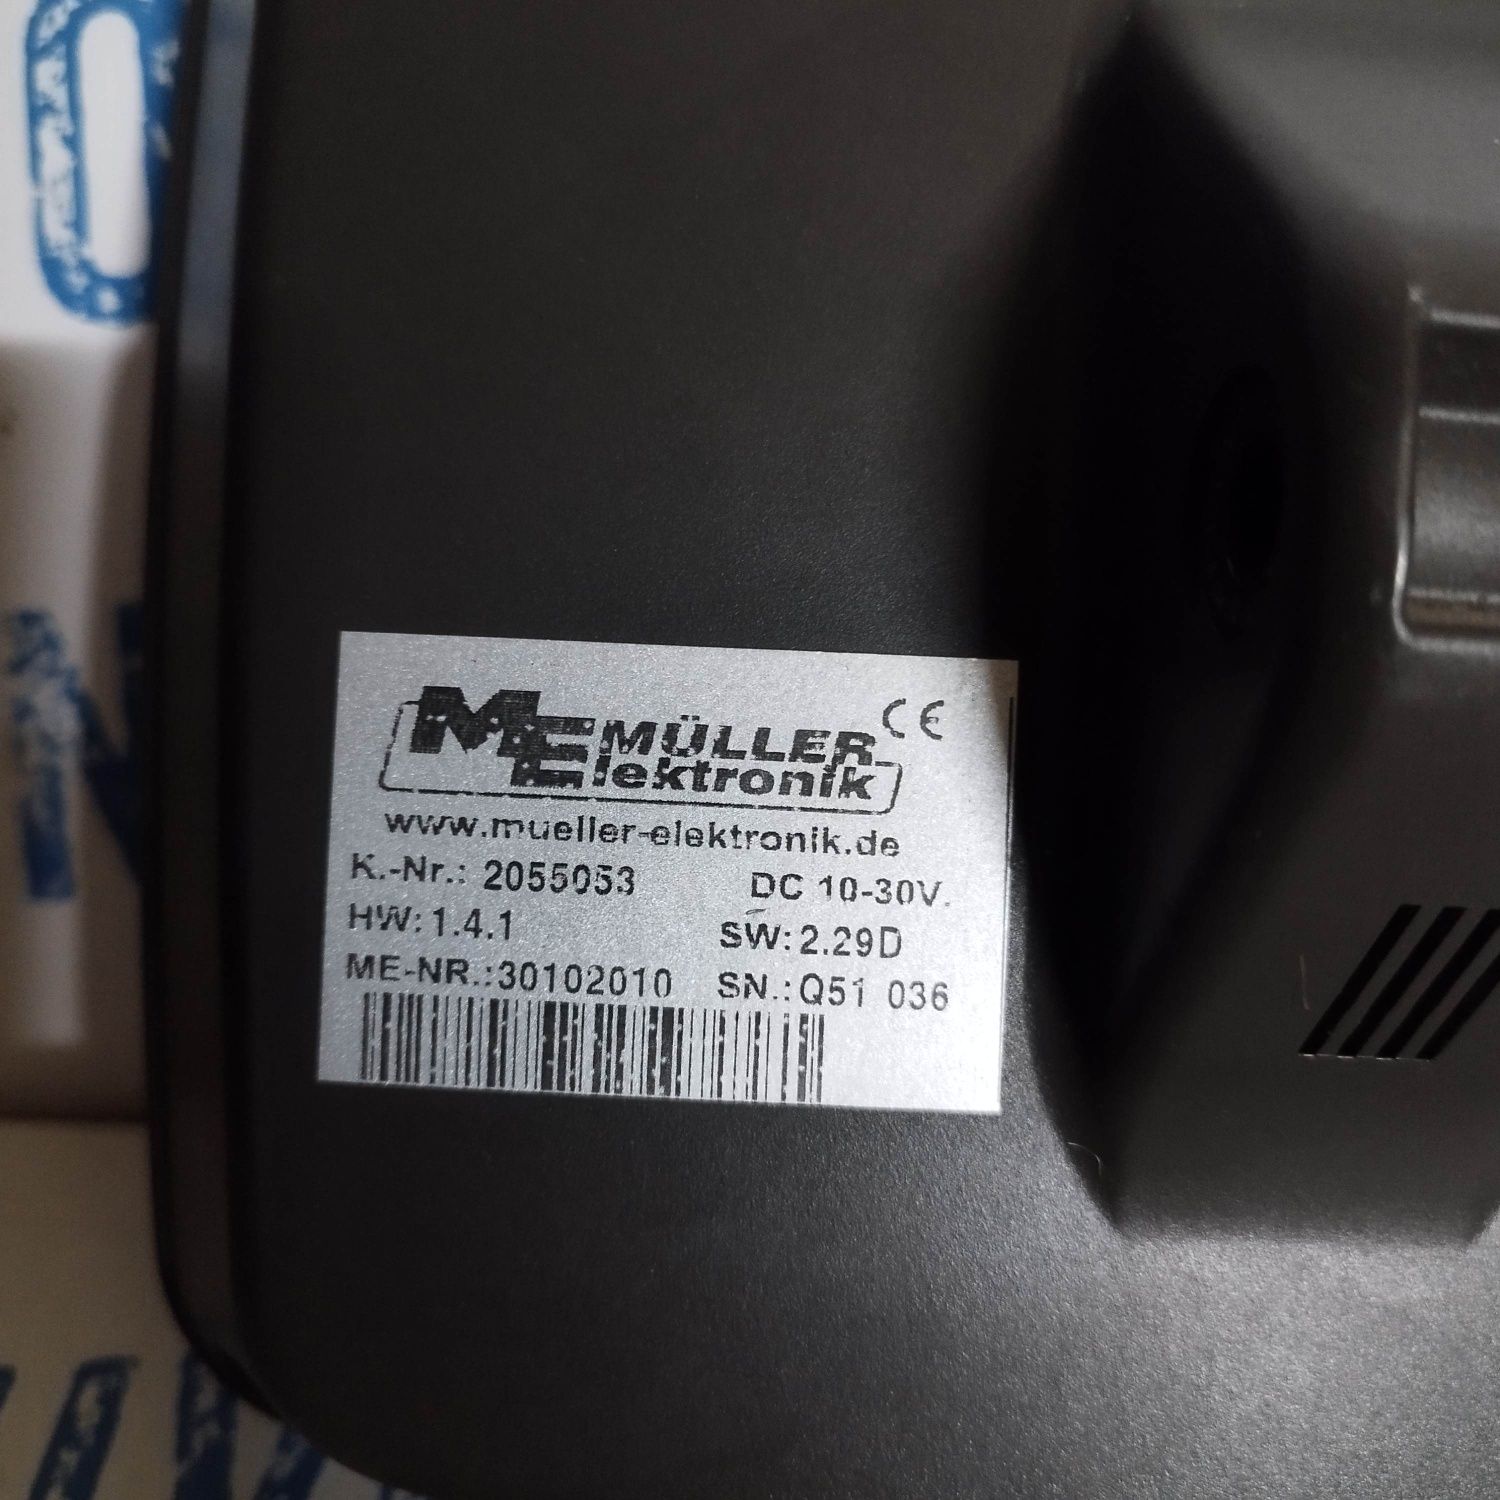 ME MÜLLER CE
Elektronik
www.mueller-elektronik.de
K.-Nr.: 2055053 DC 10-30V.
HW:1.4.1 SW:2.29D
ME-NR.:30102010 SN.:Q51 036